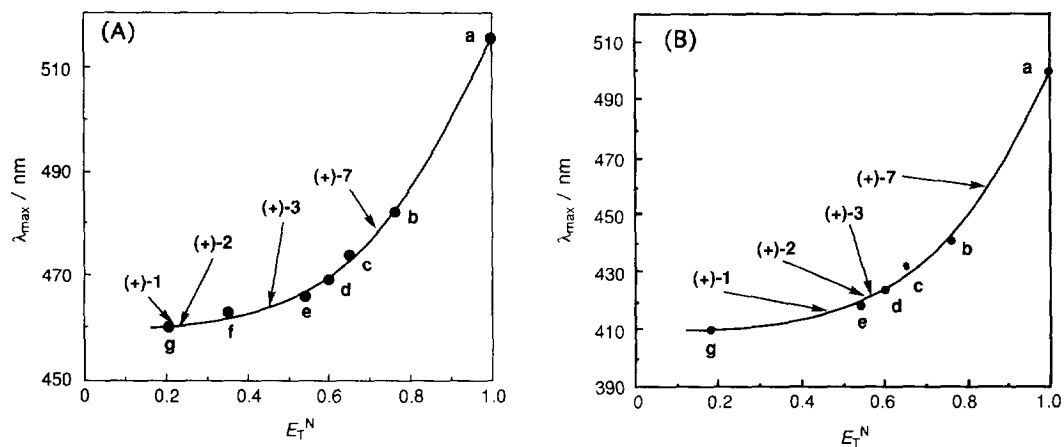 (A)
λmax / nm
510
490
470
450
0
0.2
0.4
0.6
0.8
1.0
E_T^N
a
b
c
d
e
f
g
(+)-1
(+)-2
(+)-3
(+)-7
(B)
λmax / nm
510
490
470
450
430
410
390
0
0.2
0.4
0.6
0.8
1.0
E_T^N
a
b
c
d
e
g
(+)-1
(+)-2
(+)-3
(+)-7